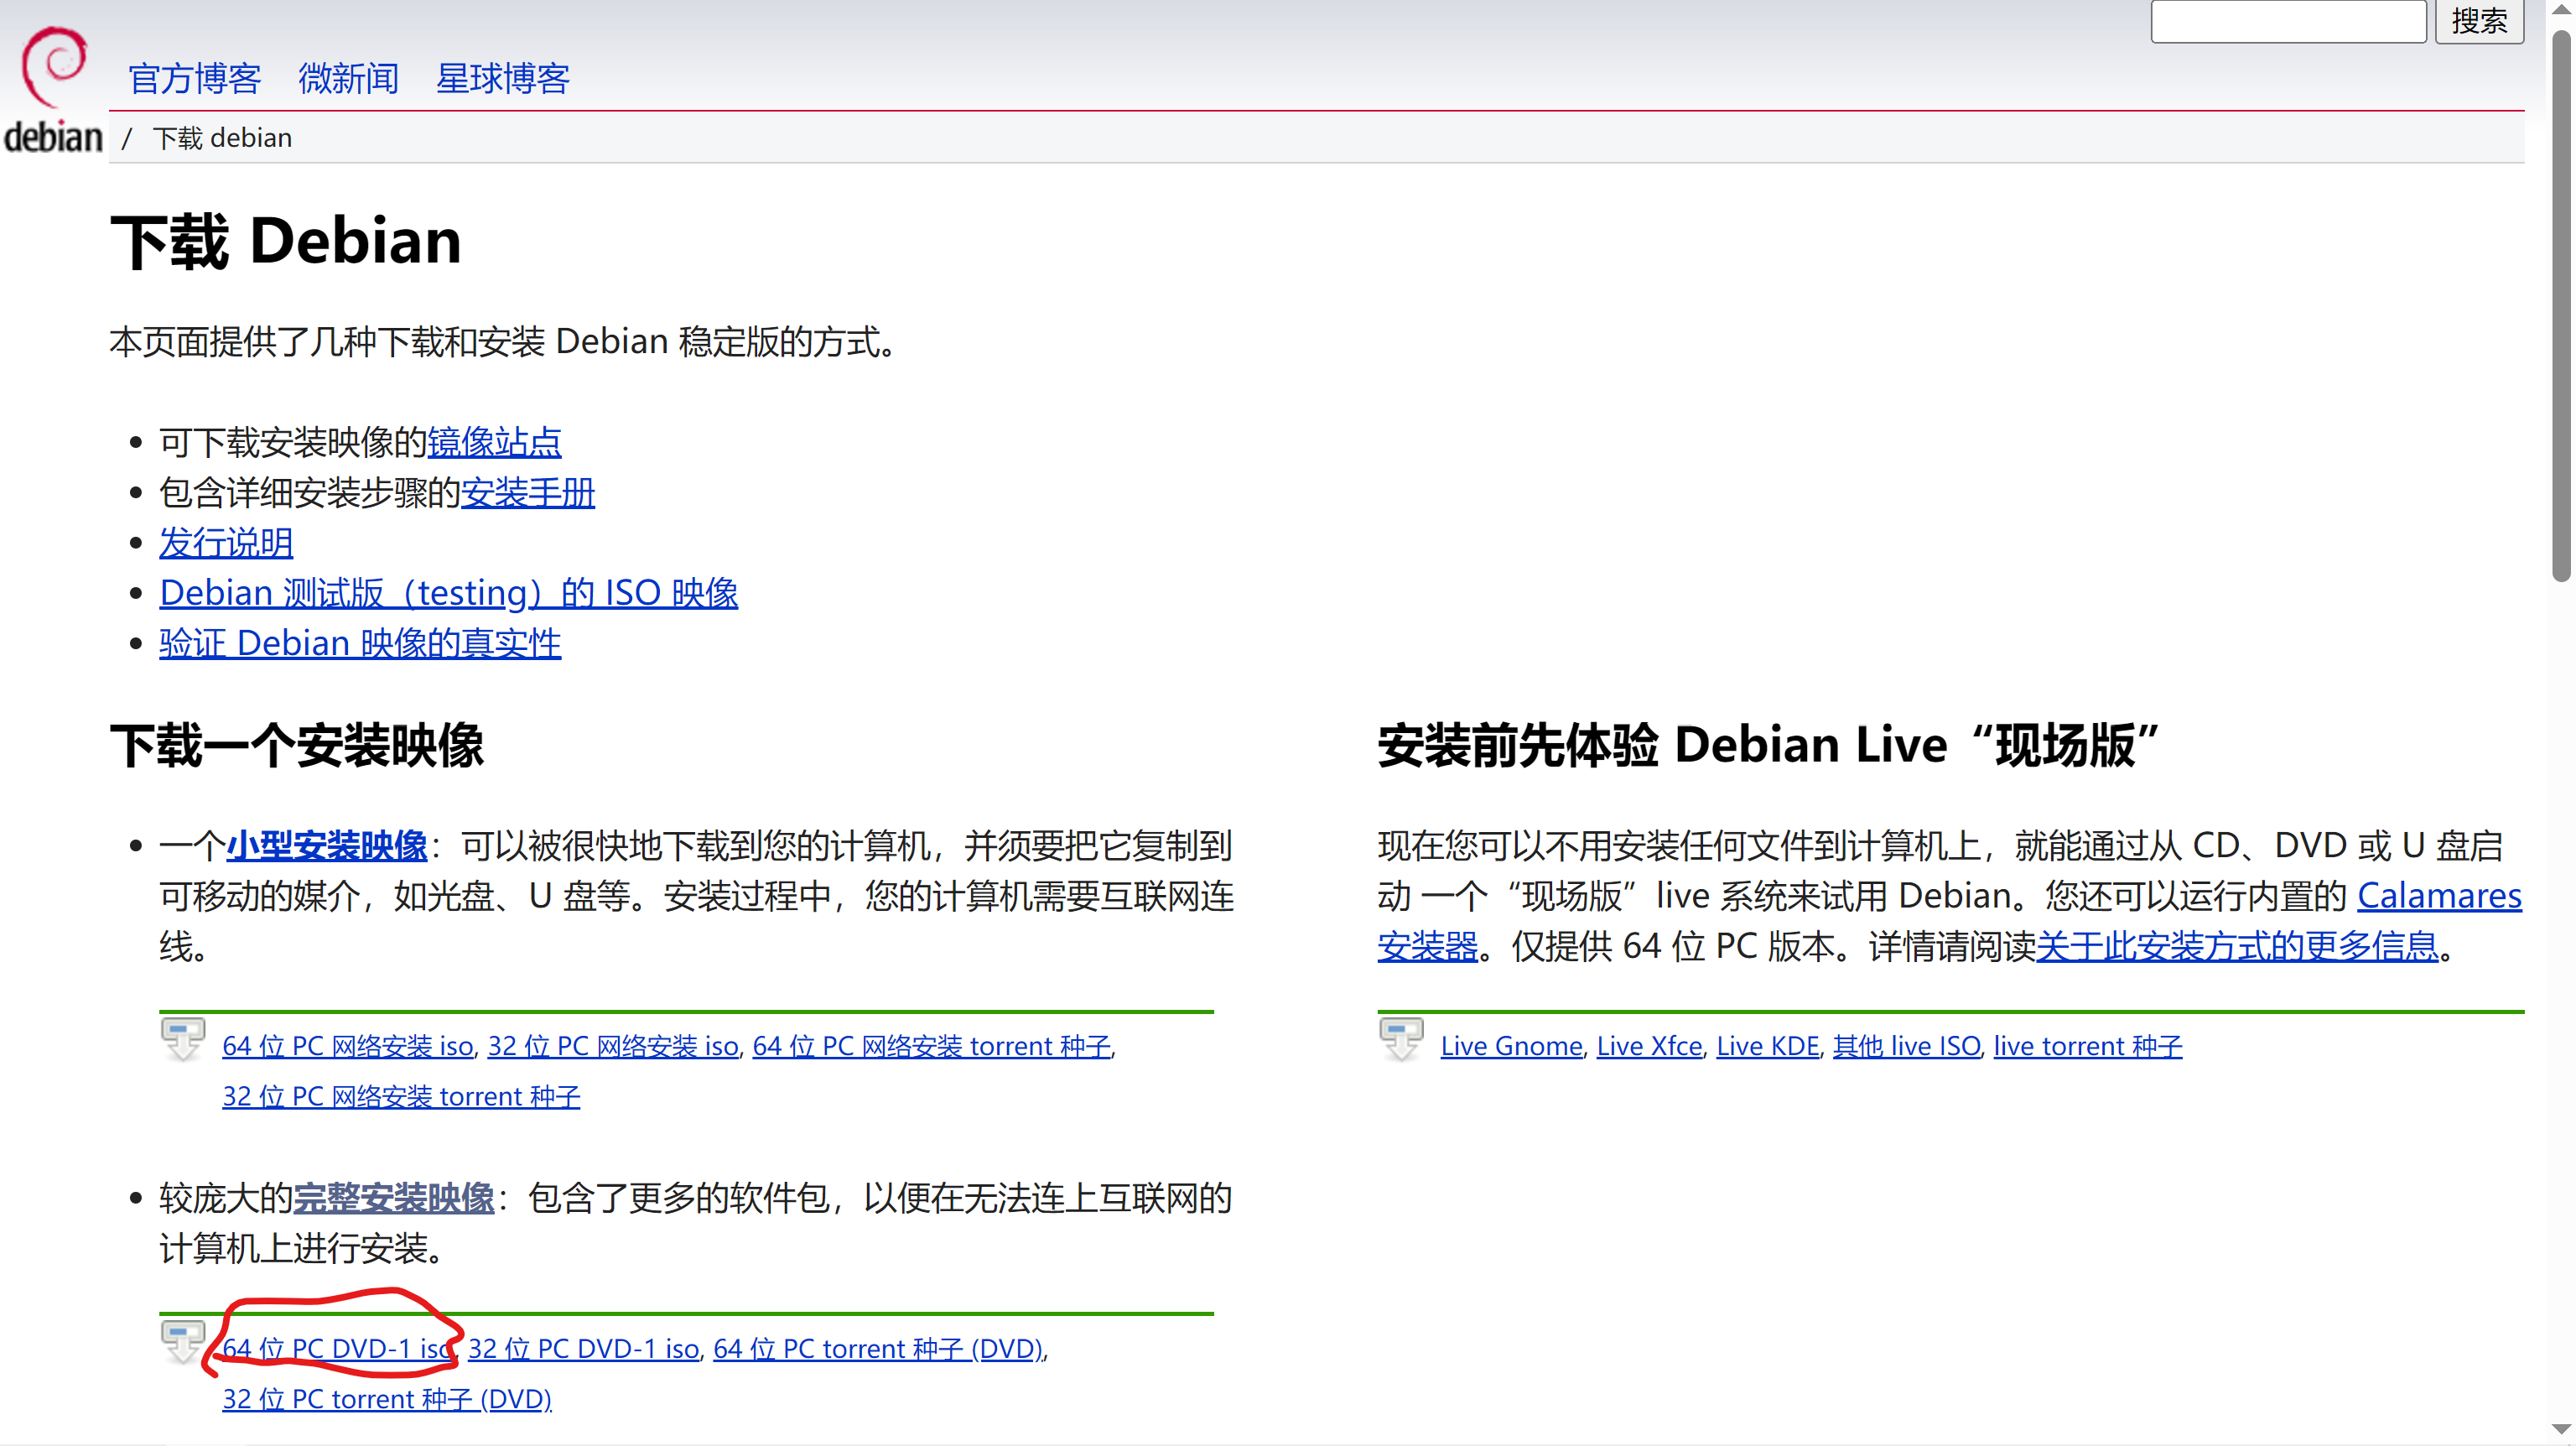 搜索
官方博客 微新闻 星球博客
debian / 下载 debian
下载 Debian
本页面提供了几种下载和安装 Debian 稳定版的方式。
可下载安装映像的镜像站点
包含详细安装步骤的安装手册
发行说明
Debian 测试版（testing）的 ISO 映像
验证 Debian 映像的真实性
下载一个安装映像
一个小型安装映像：可以被很快地下载到您的计算机，并须要把它复制到
可移动的媒介，如光盘、U 盘等。安装过程中，您的计算机需要互联网连
线。
64 位 PC 网络安装 iso, 32 位 PC 网络安装 iso, 64 位 PC 网络安装 torrent 种子,
32 位 PC 网络安装 torrent 种子
较庞大的完整安装映像：包含了更多的软件包，以便在无法连上互联网的
计算机上进行安装。
64 位 PC DVD-1 iso, 32 位 PC DVD-1 iso, 64 位 PC torrent 种子 (DVD),
32 位 PC torrent 种子 (DVD)
安装前先体验 Debian Live“现场版”
现在您可以不用安装任何文件到计算机上，就能通过从 CD、DVD 或 U 盘启
动 一个“现场版”live 系统来试用 Debian。您还可以运行内置的 Calamares
安装器。仅提供 64 位 PC 版本。详情请阅读关于此安装方式的更多信息。
Live Gnome, Live Xfce, Live KDE, 其他 live ISO, live torrent 种子